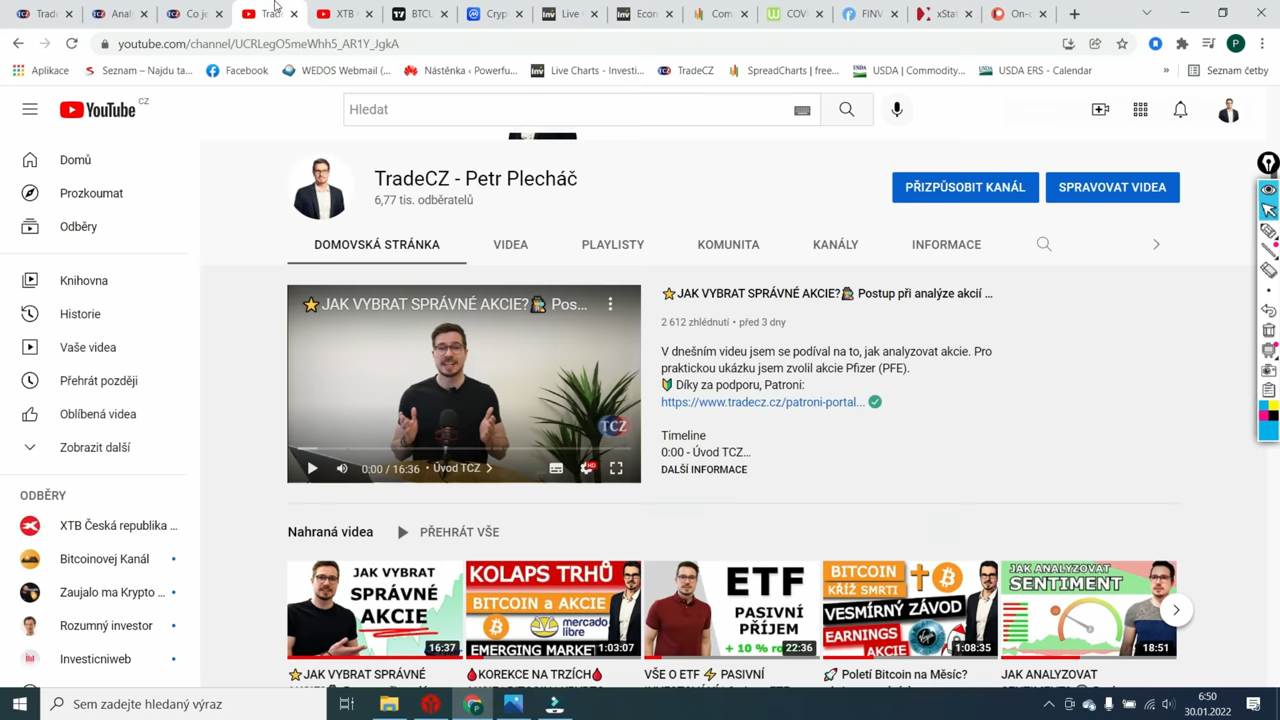 Trade
Anal
Co je
Trad
XTB
BTCL
Cryp
Live
Econ
Com
COV
FINV
xStat
On-c
youtube.com/channel/UCRLegO5meWhh5_AR1Y_JgkA
Aplikace
Seznam – Najdu ta...
Facebook
WEDOS Webmail (...
Nástěnka ‹ Powerfu...
Live Charts - Investi...
TradeCZ
SpreadCharts | free...
USDA | Commodity...
USDA ERS - Calendar
»
Seznam četby
YouTube CZ
Hledat
Domů
Prozkoumat
Odběry
Knihovna
Historie
Vaše videa
Přehrát později
Oblíbená videa
Zobrazit další
ODBĚRY
XTB Česká republika ...
Bitcoinovej Kanál
Zaujalo ma Krypto ...
Rozumný investor
Investicniweb
TradeCZ - Petr Plecháč
6,77 tis. odběratelů
PŘIZPŮSOBIT KANÁL
SPRAVOVAT VIDEA
DOMOVSKÁ STRÁNKA
VIDEA
PLAYLISTY
KOMUNITA
KANÁLY
INFORMACE
⭐JAK VYBRAT SPRÁVNÉ AKCIE?🕵 Pos...
TCZ
0:00 / 16:36 • Úvod TCZ
HD
⭐JAK VYBRAT SPRÁVNÉ AKCIE?🕵 Postup při analýze akcií ...
2 612 zhlédnutí • před 3 dny
V dnešním videu jsem se podíval na to, jak analyzovat akcie. Pro
praktickou ukázku jsem zvolil akcie Pfizer (PFE).
🔰 Díky za podporu, Patroni:
https://www.tradecz.cz/patroni-portal...
Timeline
0:00 - Úvod TCZ...
DALŠÍ INFORMACE
Nahraná videa
PŘEHRÁT VŠE
JAK VYBRAT
SPRÁVNÉ
AKCIE
16:37
KOLAPS TRHŮ
BITCOIN a AKCIE
mercado
libre
EMERGING MARKE
1:03:07
ETF
PASIVNÍ
PŘÍJEM
+ 10 % ro
22:36
BITCOIN
KŘÍŽ SMRTI
VESMÍRNÝ ZÁVOD
EARNINGS
AKCIE
1:08:35
JAK ANALYZOVAT
SENTIMENT
18:51
⭐JAK VYBRAT SPRÁVNÉ
🩸KOREKCE NA TRZÍCH🩸
VŠE O ETF ⚡ PASIVNÍ
🚀 Poletí Bitcoin na Měsíc?
JAK ANALYZOVAT
Sem zadejte hledaný výraz
6:50
30.01.2022